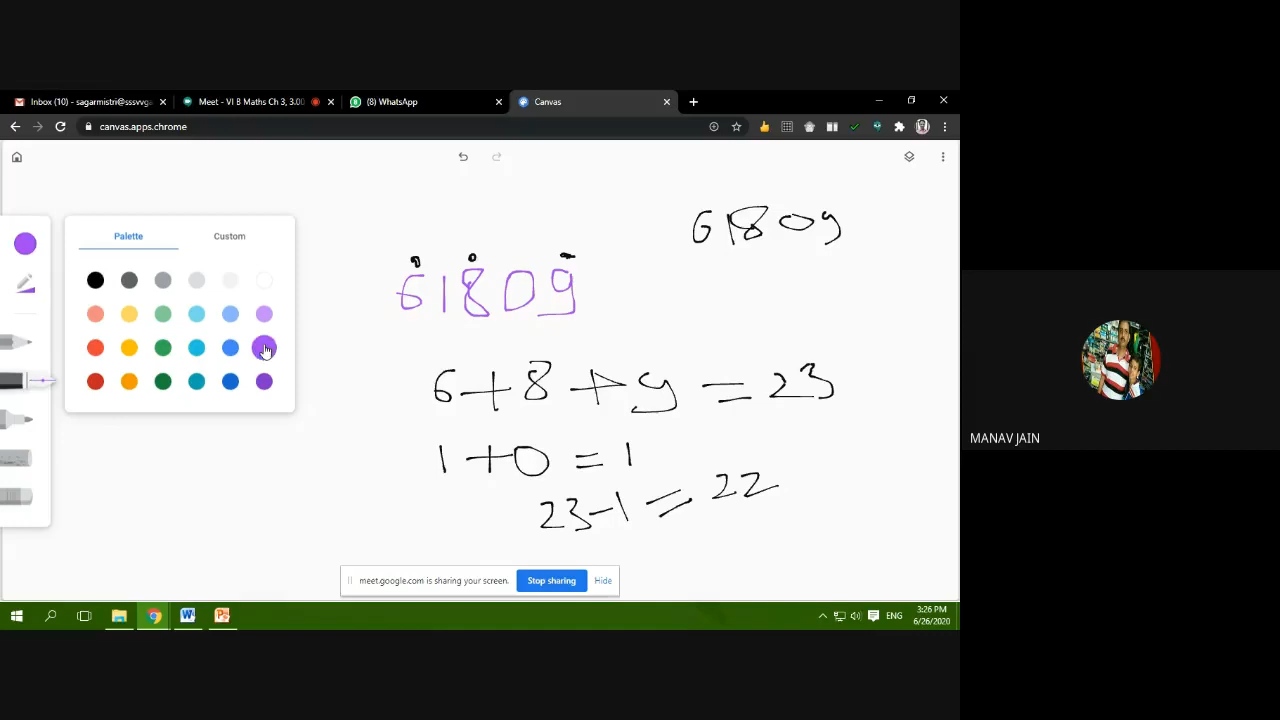 Inbox (10) - sagarmistri@sssvvga
Meet - VI B Maths Ch 3, 3.00
(8) WhatsApp
Canvas
canvas.apps.chrome
Palette
Custom
61809
61809
6+8+9=23
1+0=1
23-1=22
MANAV JAIN
meet.google.com is sharing your screen.
Stop sharing
Hide
ENG
3:26 PM
6/26/2020